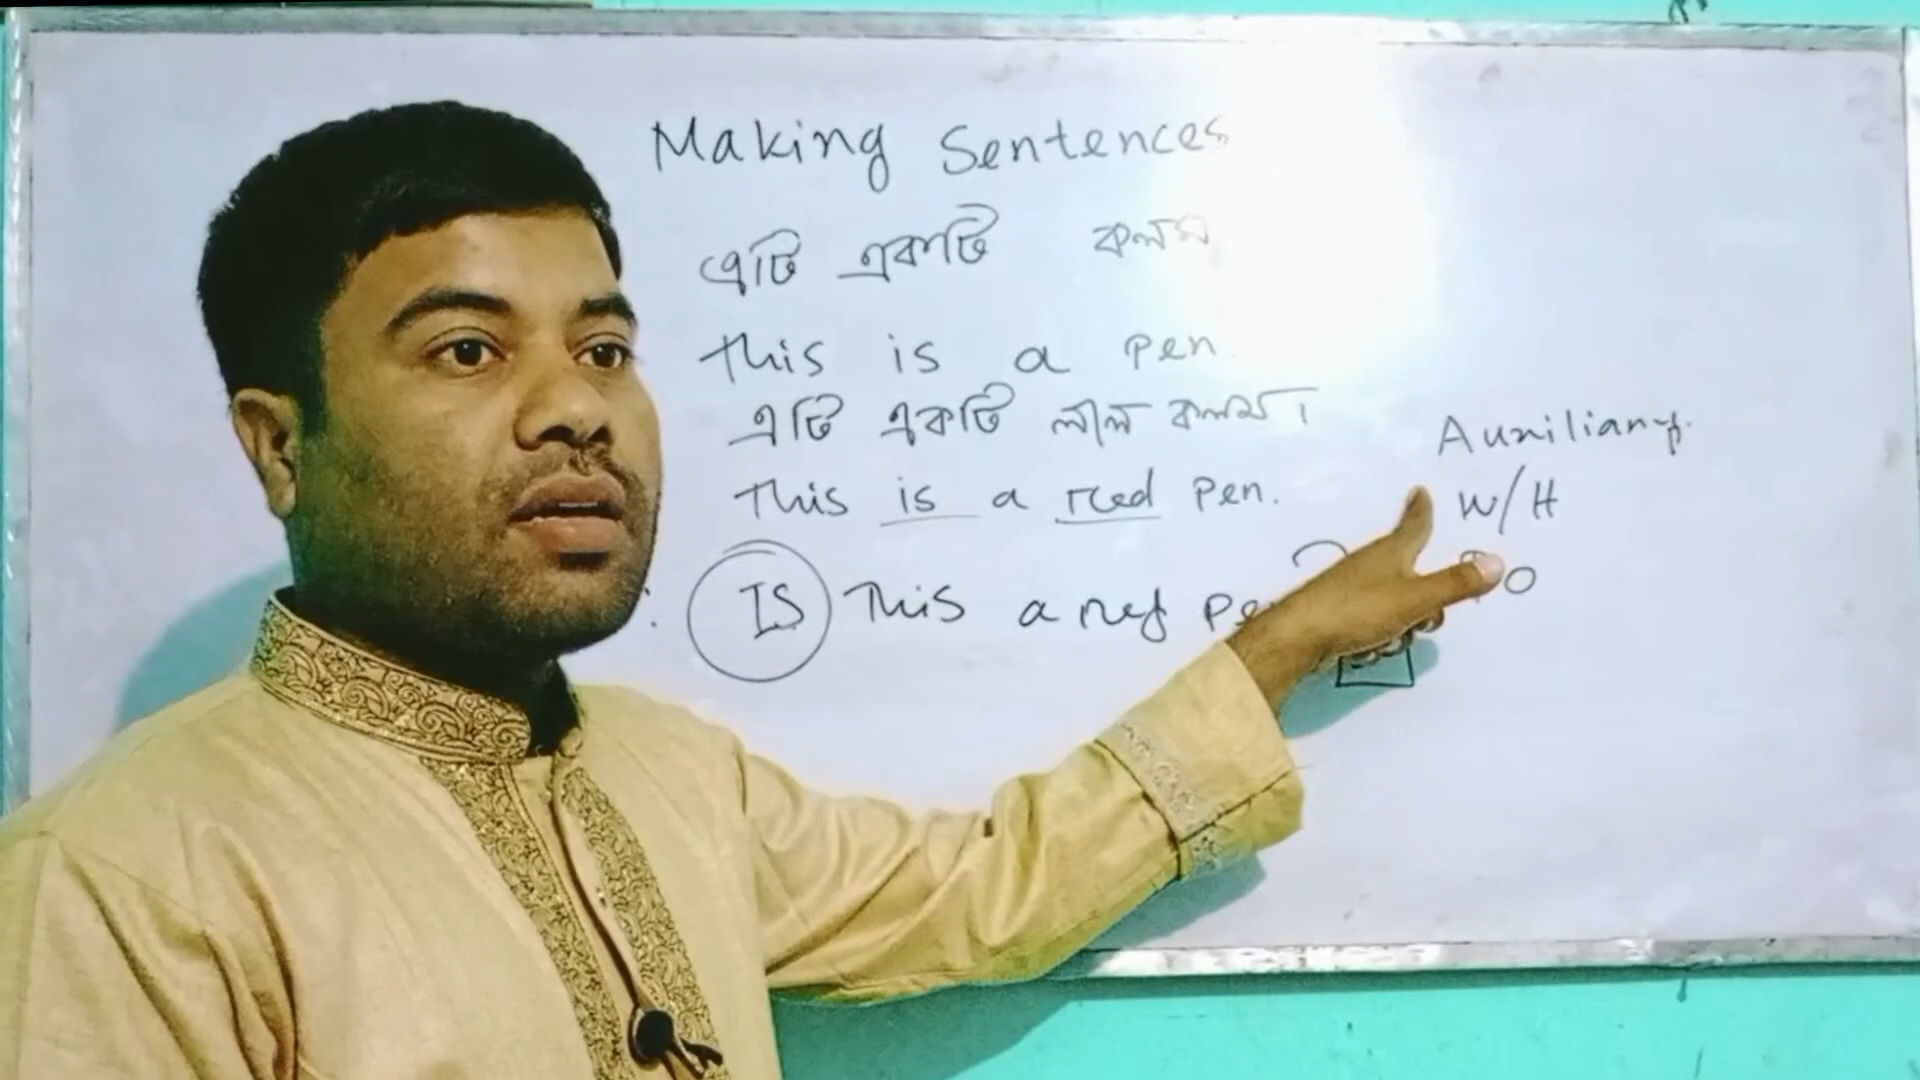 Making Sentences
এটি একটি কলম
This is a pen.
এটি একটি লাল কলম।
This is a red pen.
Auxiliary.
W/H
IS This a red